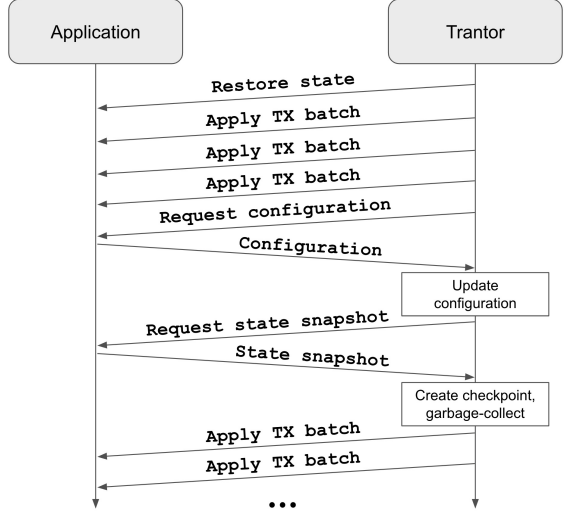 Application
Trantor
Restore state
Apply TX batch
Apply TX batch
Apply TX batch
Request configuration
Configuration
Update
configuration
Request state snapshot
State snapshot
Create checkpoint,
garbage-collect
Apply TX batch
Apply TX batch
...